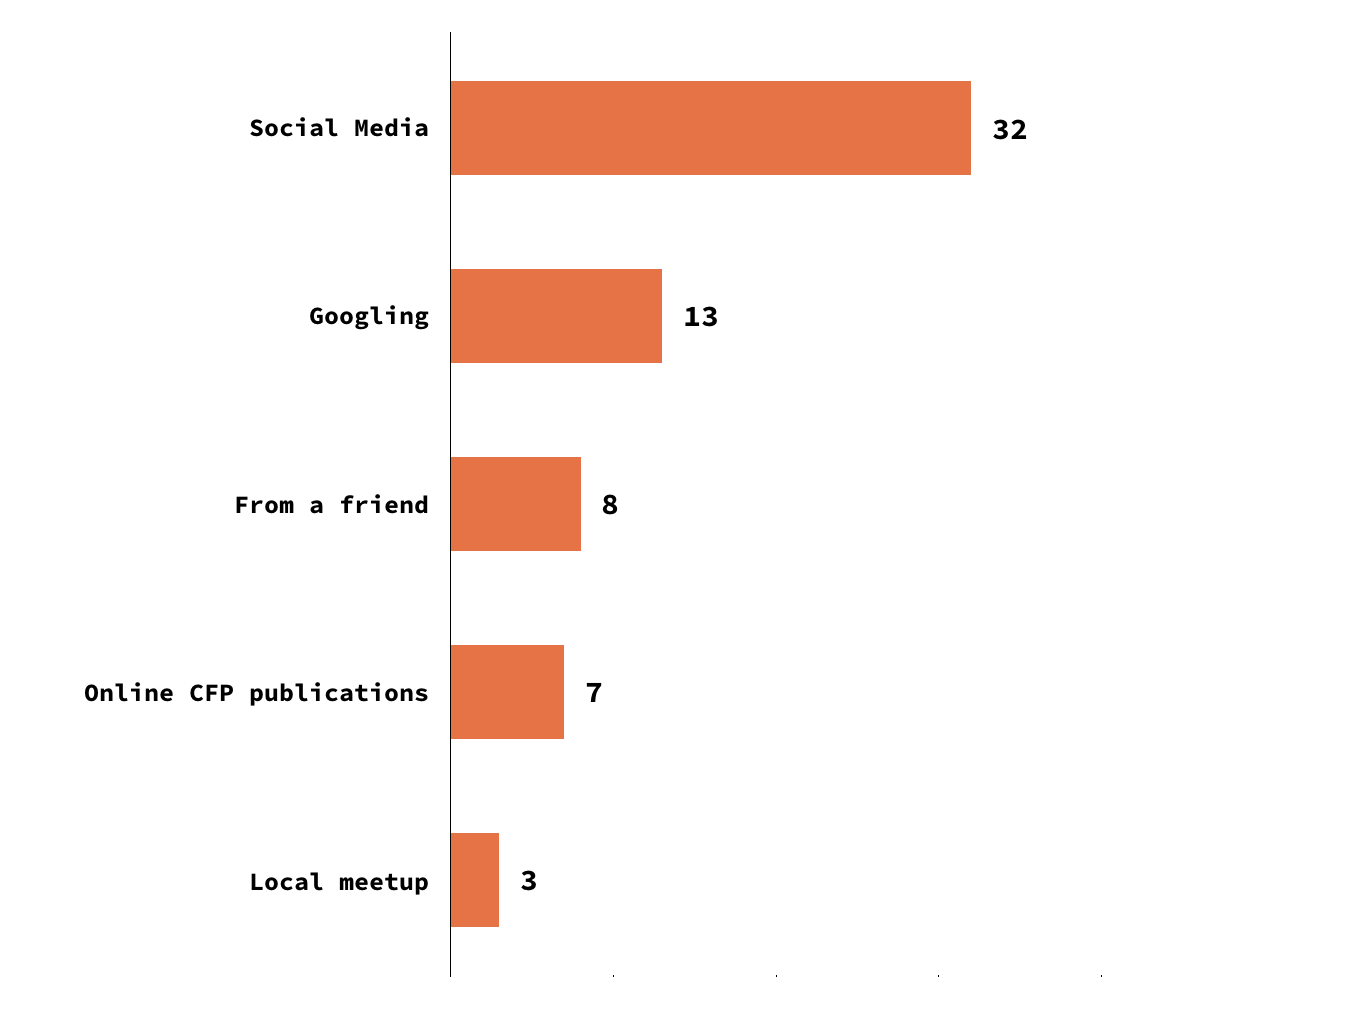 Social Media 32
Googling 13
From a friend 8
Online CFP publications 7
Local meetup 3